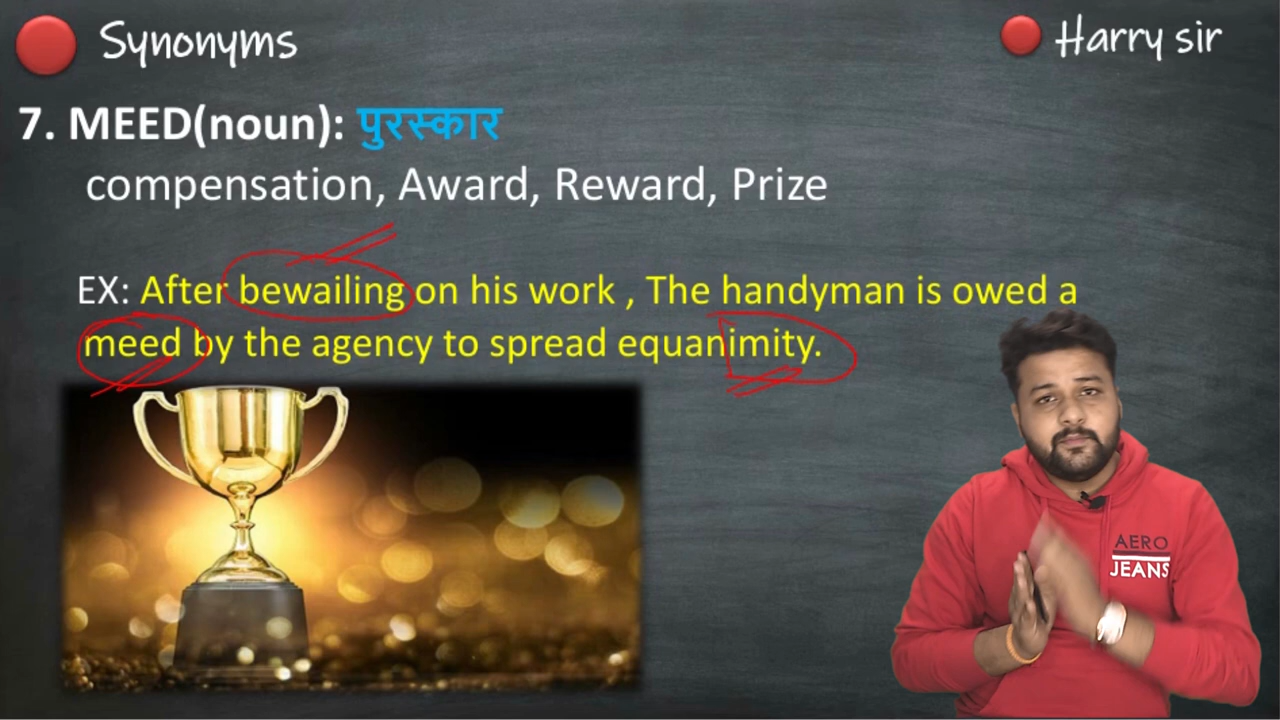 Synonyms
Harry sir
7. MEED(noun): पुरस्कार
compensation, Award, Reward, Prize
EX: After bewailing on his work , The handyman is owed a
meed by the agency to spread equanimity.
AERO
JEANS